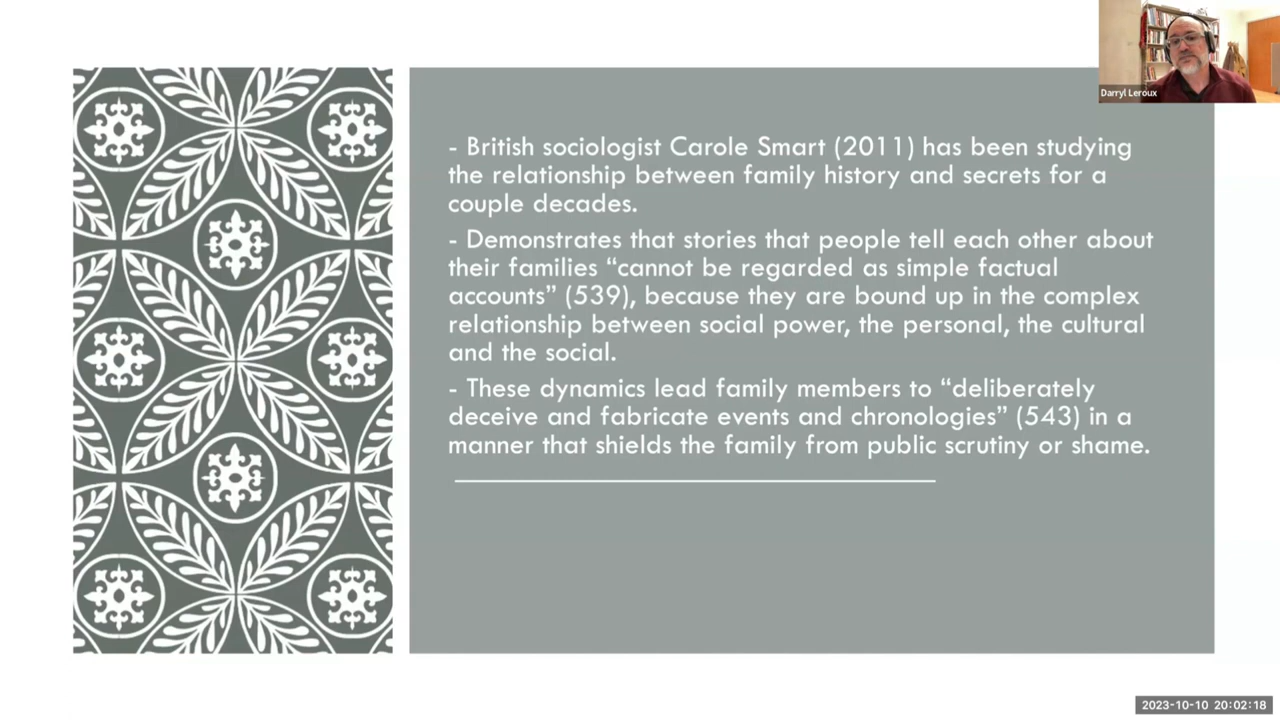 Darryl Leroux
- British sociologist Carole Smart (2011) has been studying
the relationship between family history and secrets for a
couple decades.
- Demonstrates that stories that people tell each other about
their families “cannot be regarded as simple factual
accounts” (539), because they are bound up in the complex
relationship between social power, the personal, the cultural
and the social.
- These dynamics lead family members to “deliberately
deceive and fabricate events and chronologies” (543) in a
manner that shields the family from public scrutiny or shame.
2023-10-10 20:02:18